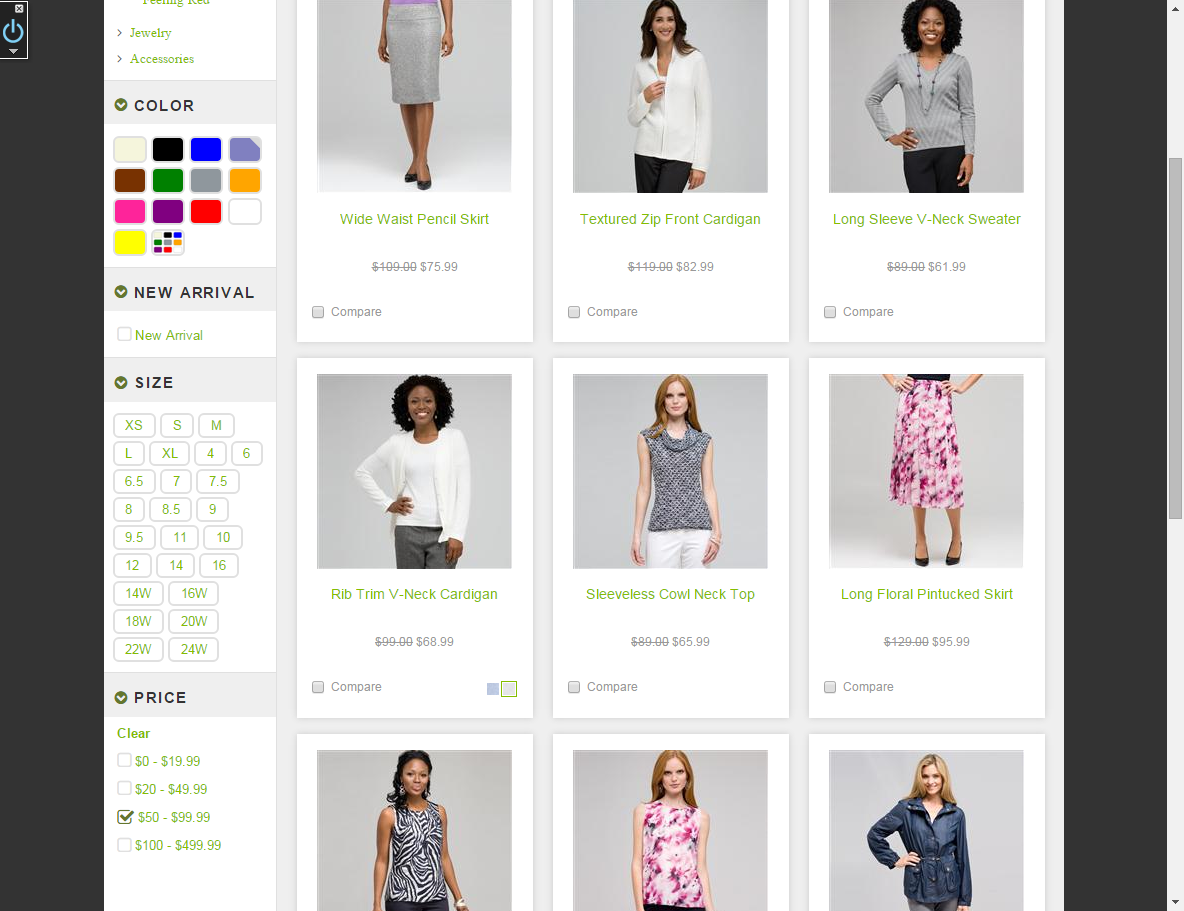 Feeling Red
Jewelry
Accessories
COLOR
NEW ARRIVAL
New Arrival
SIZE
XS S M
L XL 4 6
6.5 7 7.5
8 8.5 9
9.5 11 10
12 14 16
14W 16W
18W 20W
22W 24W
PRICE
Clear
$0 - $19.99
$20 - $49.99
$50 - $99.99
$100 - $499.99
Wide Waist Pencil Skirt
$109.00 $75.99
Compare
Textured Zip Front Cardigan
$119.00 $82.99
Compare
Long Sleeve V-Neck Sweater
$89.00 $61.99
Compare
Rib Trim V-Neck Cardigan
$99.00 $68.99
Compare
Sleeveless Cowl Neck Top
$89.00 $65.99
Compare
Long Floral Pintucked Skirt
$129.00 $95.99
Compare